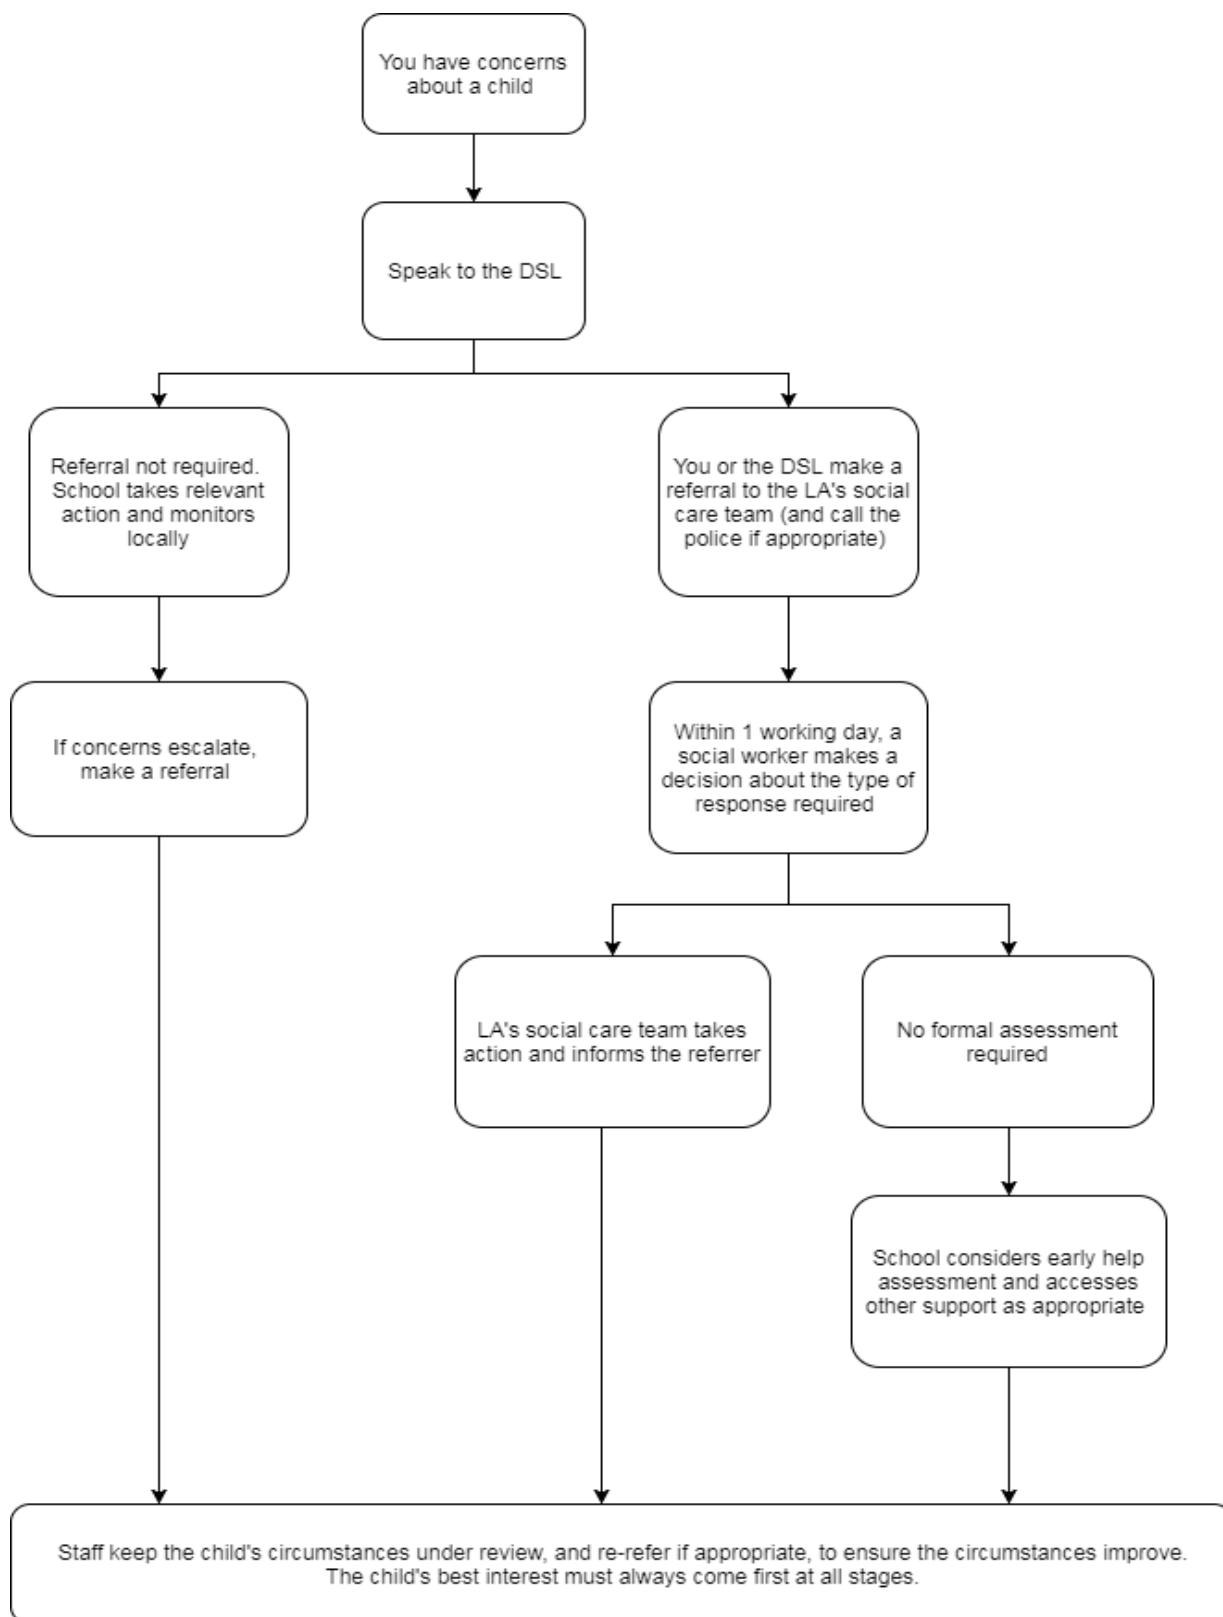 You have concerns
about a child
Speak to the DSL
Referral not required.
School takes relevant
action and monitors
locally
You or the DSL make a
referral to the LA's social
care team (and call the
police if appropriate)
If concerns escalate,
make a referral
Within 1 working day, a
social worker makes a
decision about the type of
response required
LA's social care team takes
action and informs the referrer
No formal assessment
required
School considers early help
assessment and accesses
other support as appropriate
Staff keep the child's circumstances under review, and re-refer if appropriate, to ensure the circumstances improve.
The child's best interest must always come first at all stages.